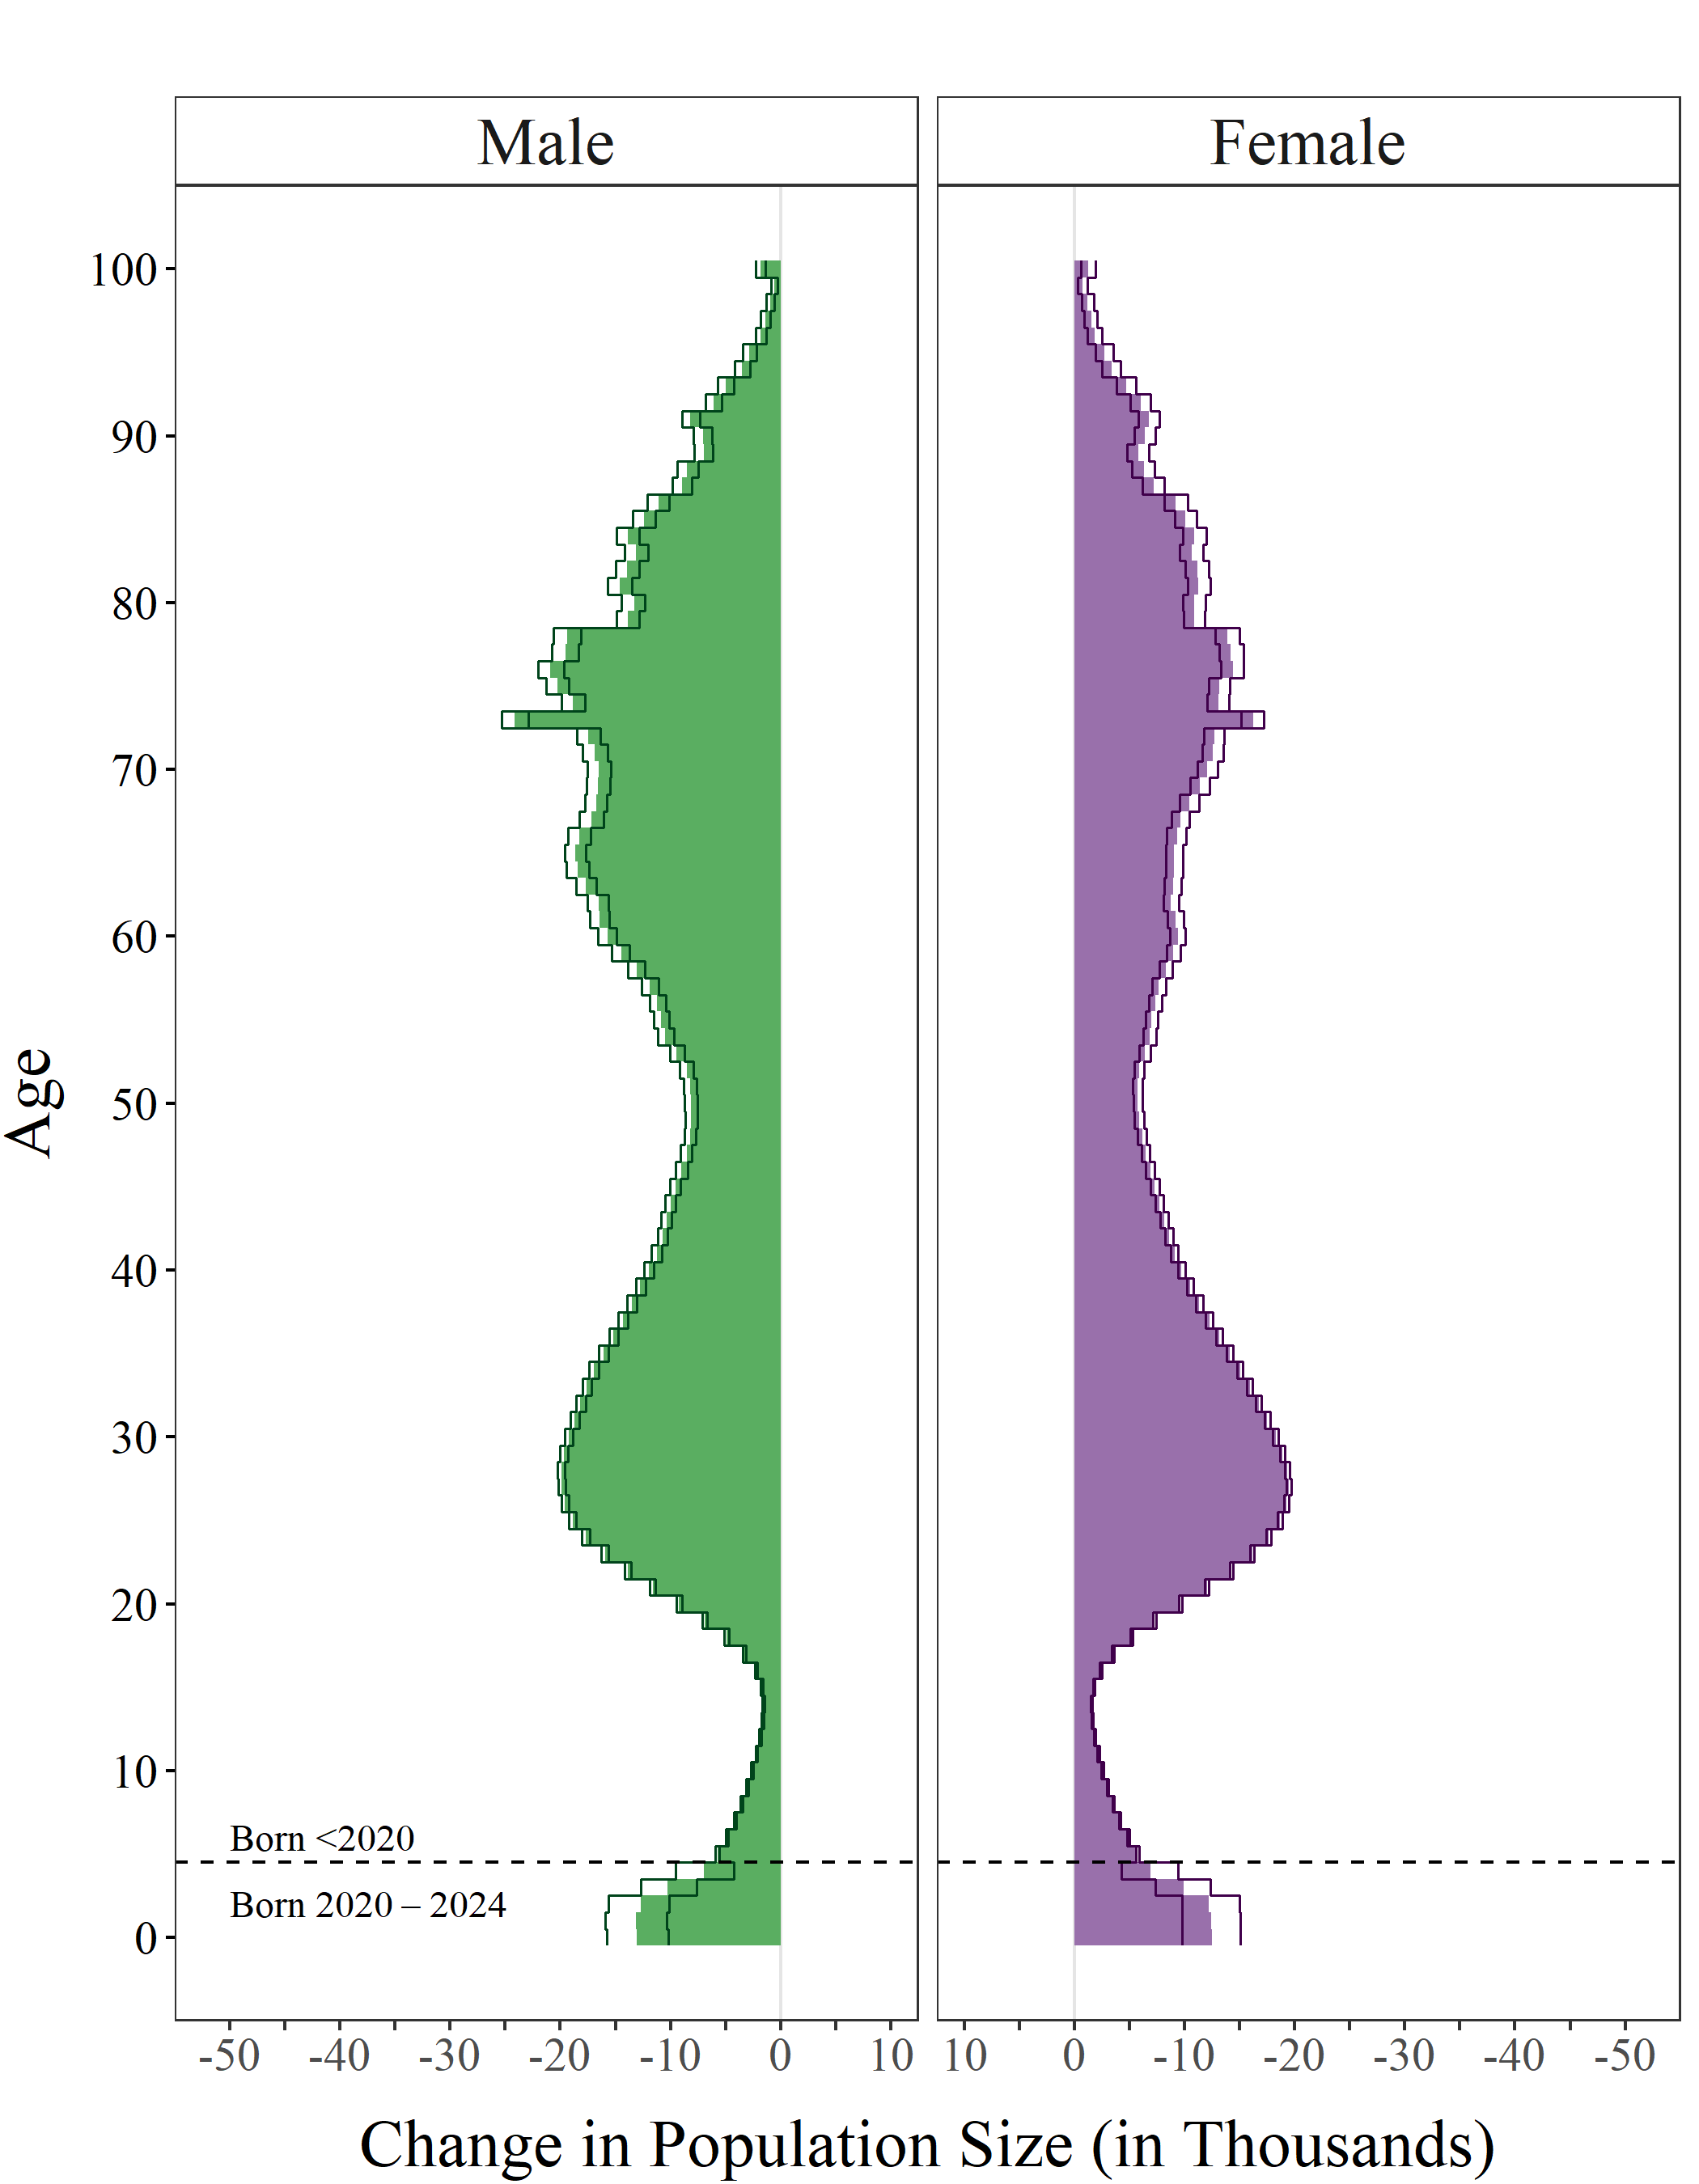 Male
Female
100
90
80
70
60
50
40
30
20
10
0
Age
Born <2020
Born 2020 – 2024
-50 -40 -30 -20 -10 0 10
10 0 -10 -20 -30 -40 -50
Change in Population Size (in Thousands)